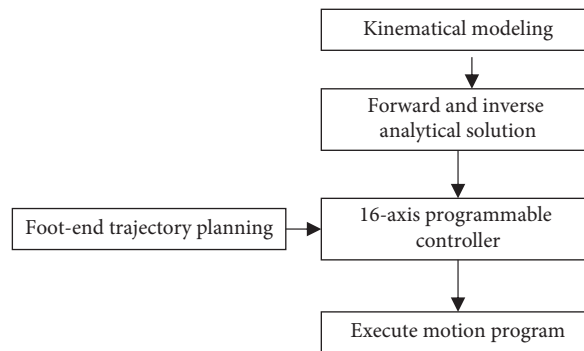 Kinematical modeling
Forward and inverse
analytical solution
Foot-end trajectory planning
16-axis programmable
controller
Execute motion program